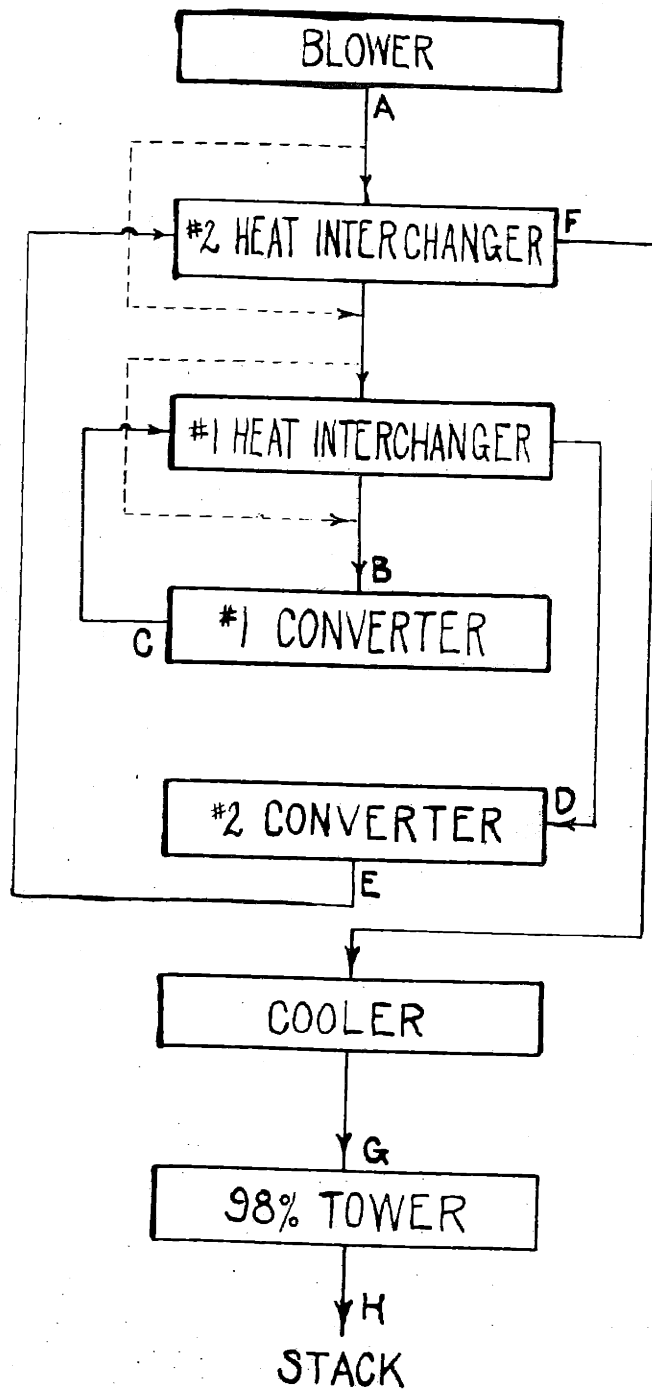 BLOWER
A
#2 HEAT INTERCHANGER
F
#1 HEAT INTERCHANGER
B
#1 CONVERTER
C
#2 CONVERTER
D
E
COOLER
G
98% TOWER
H
STACK